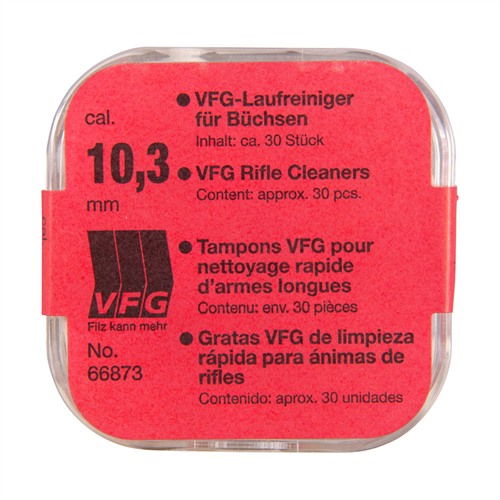 cal.
10,3
mm
VFG
Filz kann mehr
No.
66873
● VFG-Laufreiniger
für Büchsen
Inhalt: ca. 30 Stück
● VFG Rifle Cleaners
Content: approx. 30 pcs.
● Tampons VFG pour
nettoyage rapide
d'armes longues
Contenu: env. 30 pièces
● Gratas VFG de limpieza
rápida para ánimas de
rifles
Contenido: aprox. 30 unidades